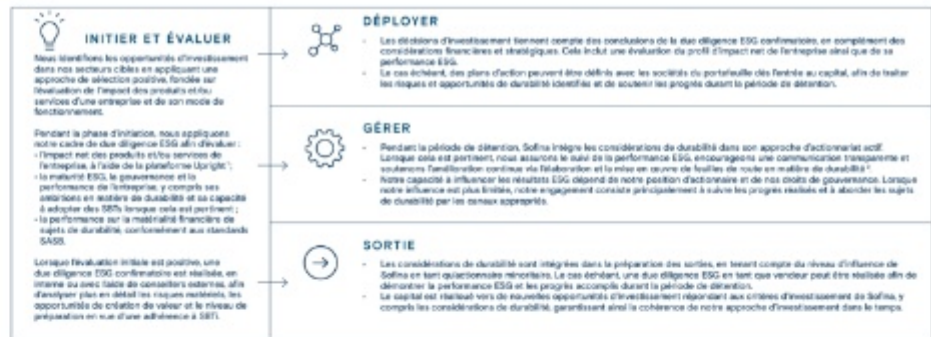 INITIER ET ÉVALUER
Nous identifions les opportunités d'investissement
dans nos secteurs cibles en appliquant une
approche de sélection positive, fondée sur
l'évaluation de l'impact des produits et/ou
services d'une entreprise et de son mode de
fonctionnement.
Pendant la phase d'initiation, nous appliquons
notre cadre de due diligence ESG afin d'évaluer :
- l'impact net des produits et/ou services de
l'entreprise, à l'aide de la plateforme Upright ;
- la maturité ESG, la gouvernance et la
performance de l'entreprise, y compris ses
ambitions en matière de durabilité et sa capacité
à adopter des SBTs lorsque cela est pertinent ;
- la performance sur la matérialité financière de
sujets de durabilité, conformément aux standards
SASB.
Lorsque l'évaluation initiale est positive, une
due diligence ESG confirmatoire est réalisée, en
interne ou avec l'aide de conseillers externes, afin
d'analyser plus en détail les risques matériels, les
opportunités de création de valeur et le niveau de
préparation en vue d'une adhérence à SBTi.
DÉPLOYER
- Les décisions d'investissement tiennent compte des conclusions de la due diligence ESG confirmatoire, en complément des
considérations financières et stratégiques. Cela inclut une évaluation du profil d'impact net de l'entreprise ainsi que de sa
performance ESG.
- Le cas échéant, des plans d'action peuvent être définis avec les sociétés du portefeuille dès l'entrée au capital, afin de traiter
les risques et opportunités de durabilité identifiés et de soutenir les progrès durant la période de détention.
GÉRER
- Pendant la période de détention, Sofina intègre les considérations de durabilité dans son approche d'actionnariat actif.
Lorsque cela est pertinent, nous assurons le suivi de la performance ESG, encourageons une communication transparente et
soutenons l'amélioration continue via l'élaboration et la mise en œuvre de feuilles de route en matière de durabilité
- Notre capacité à influencer les résultats ESG dépend de notre position d'actionnaire et de nos droits de gouvernance. Lorsque
notre influence est plus limitée, notre engagement consiste principalement à suivre les progrès réalisés et à aborder les sujets
de durabilité par les canaux appropriés.
SORTIE
- Les considérations de durabilité sont intégrées dans la préparation des sorties, en tenant compte du niveau d'influence de
Sofina en tant qu'actionnaire minoritaire. Le cas échéant, une due diligence ESG en tant que vendeur peut être réalisée afin de
démontrer la performance ESG et les progrès accomplis durant la période de détention.
- Le capital est réalloué vers de nouvelles opportunités d'investissement répondant aux critères d'investissement de Sofina, y
compris les considérations de durabilité, garantissant ainsi la cohérence de notre approche d'investissement dans le temps.